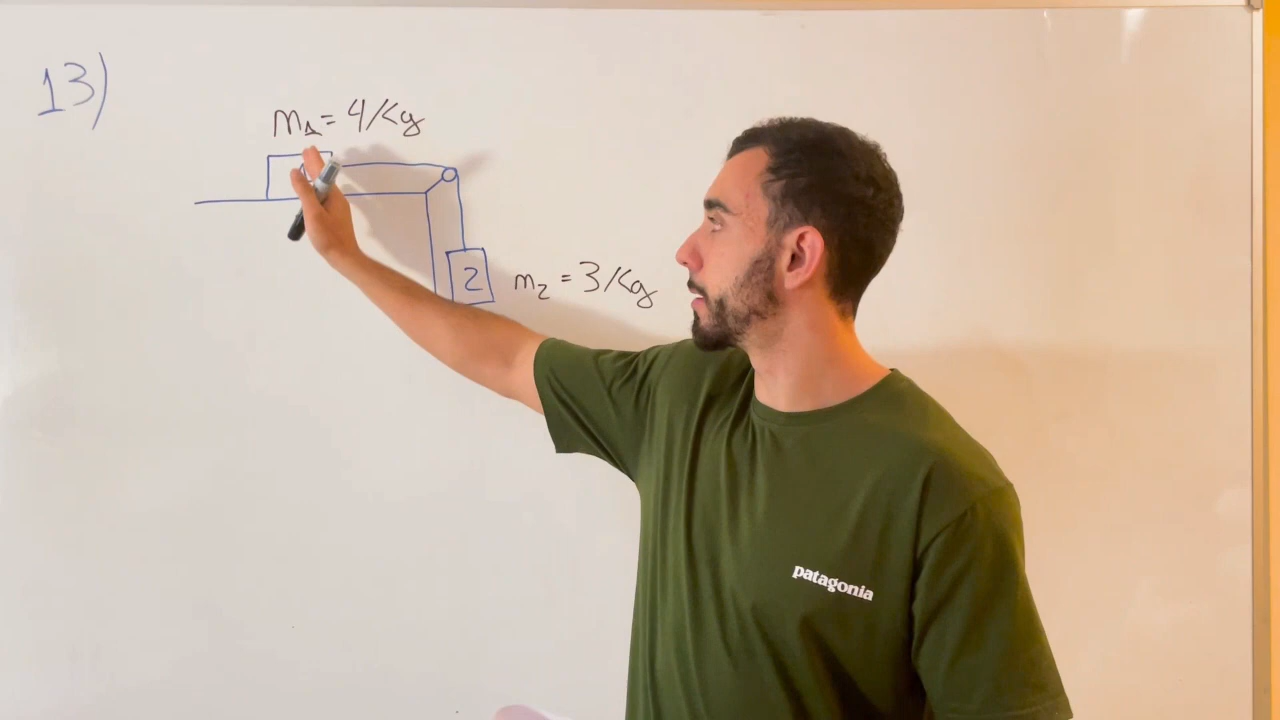 13)
m₁ = 4 Kg
2
m₂ = 3 Kg
patagonia